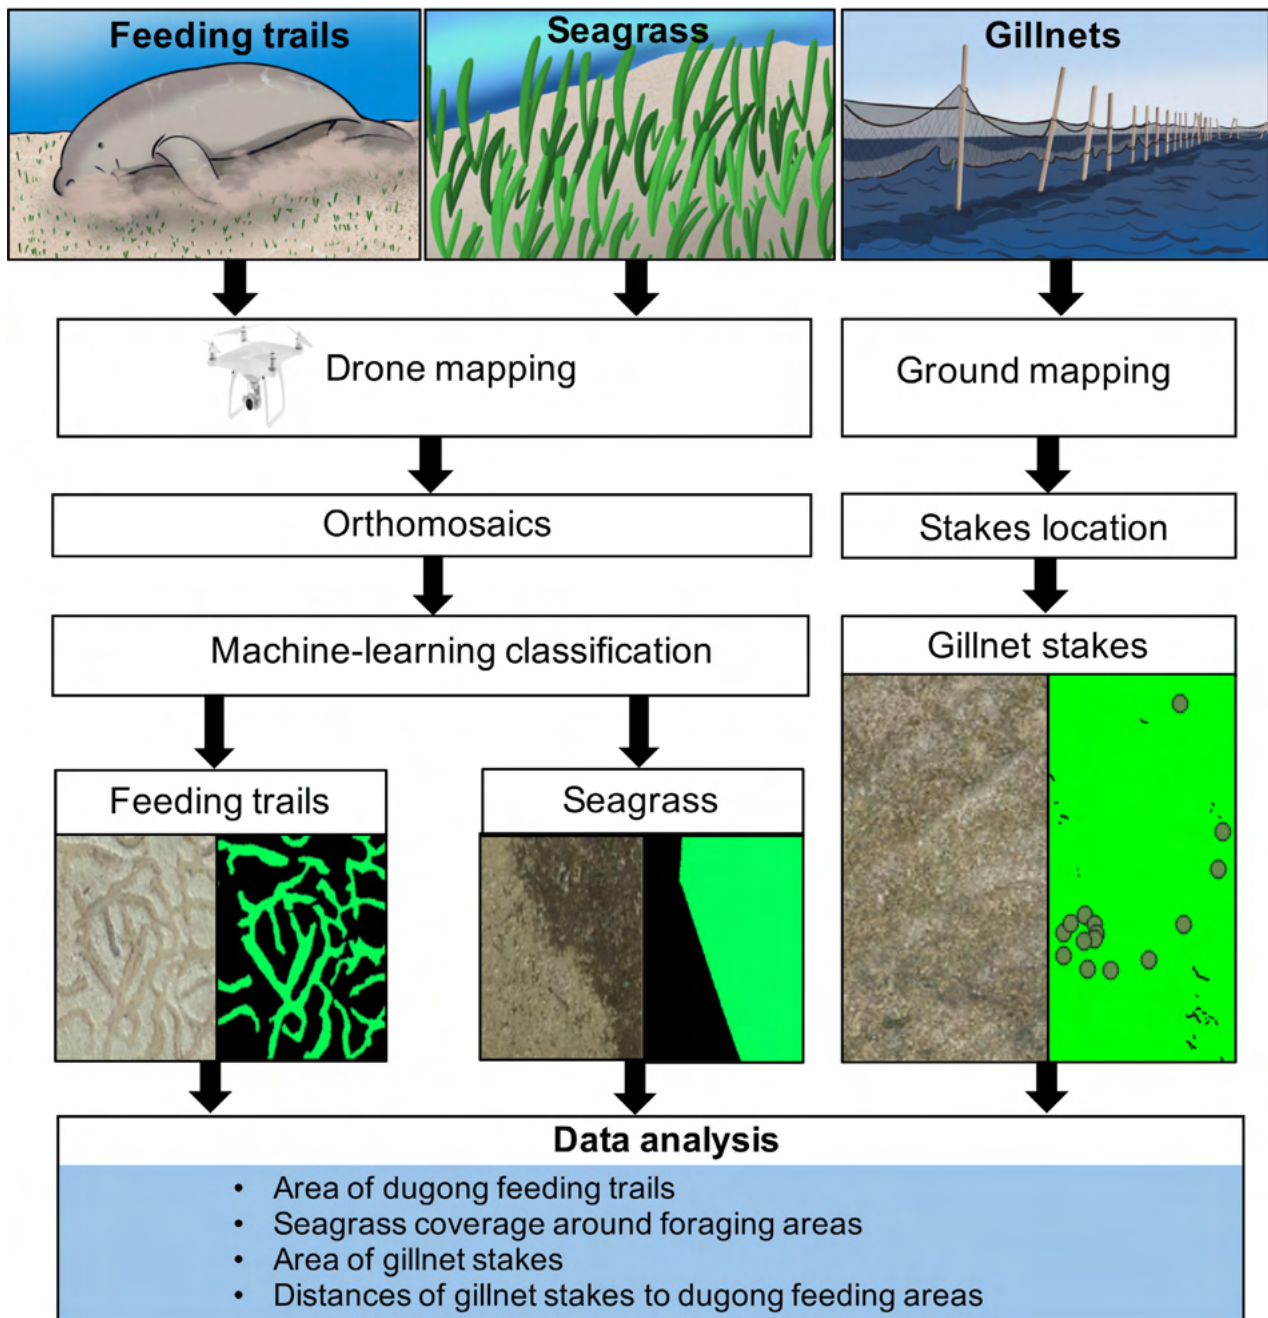 Feeding trails
Seagrass
Gillnets
Drone mapping
Ground mapping
Orthomosaics
Stakes location
Machine-learning classification
Gillnet stakes
Feeding trails
Seagrass
Data analysis
• Area of dugong feeding trails
• Seagrass coverage around foraging areas
• Area of gillnet stakes
• Distances of gillnet stakes to dugong feeding areas